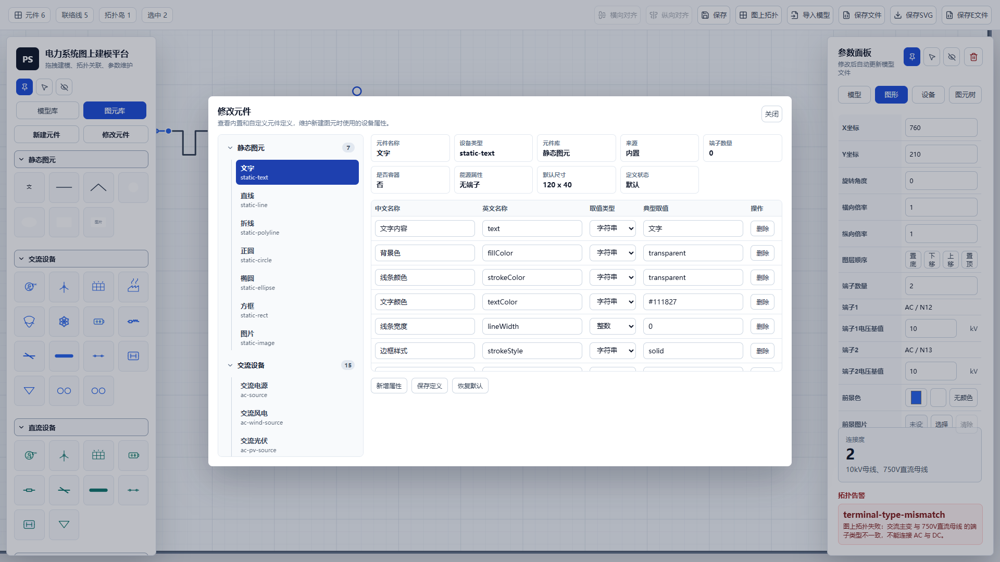 元件 6
联络线 5
拓扑岛 1
选中 2
横向对齐
纵向对齐
保存
图上拓扑
导入模型
保存文件
保存SVG
保存E文件
PS
电力系统图上建模平台
拖拽建模、拓扑关联、参数维护
模型库
图元库
新建元件
修改元件
静态图元
文
图片
交流设备
直流设备
修改元件
查看内置和自定义元件定义，维护新建图元时使用的设备属性。
关闭
静态图元
7
文字
static-text
直线
static-line
折线
static-polyline
正圆
static-circle
椭圆
static-ellipse
方框
static-rect
图片
static-image
交流设备
15
交流电源
ac-source
交流风电
ac-wind-source
交流光伏
ac-pv-source
元件名称
文字
设备类型
static-text
元件库
静态图元
来源
内置
端子数量
0
是否容器
否
能源属性
无端子
默认尺寸
120 x 40
定义状态
默认
中文名称 英文名称 取值类型 典型取值 操作
文字内容 text 字符串 文字 删除
背景色 fillColor 字符串 transparent 删除
线条颜色 strokeColor 字符串 transparent 删除
文字颜色 textColor 字符串 #111827 删除
线条宽度 lineWidth 整数 0 删除
边框样式 strokeStyle 字符串 solid 删除
新增属性
保存定义
恢复默认
参数面板
修改后自动更新模型
文件
模型
图形
设备
图元树
X坐标 760
Y坐标 210
旋转角度 0
横向倍率 1
纵向倍率 1
图层顺序 置底 下移 上移 置顶
端子数量 2
端子1 AC / N12
端子1电压基值 10 kV
端子2 AC / N13
端子2电压基值 10 kV
前景色 无颜色
前景图片 未设 选择 清除
连接度
2
10kV母线、750V直流母线
拓扑告警
terminal-type-mismatch
图上拓扑失败：交流主变 与 750V直流母线 的端
子类型不一致，不能连接 AC 与 DC。